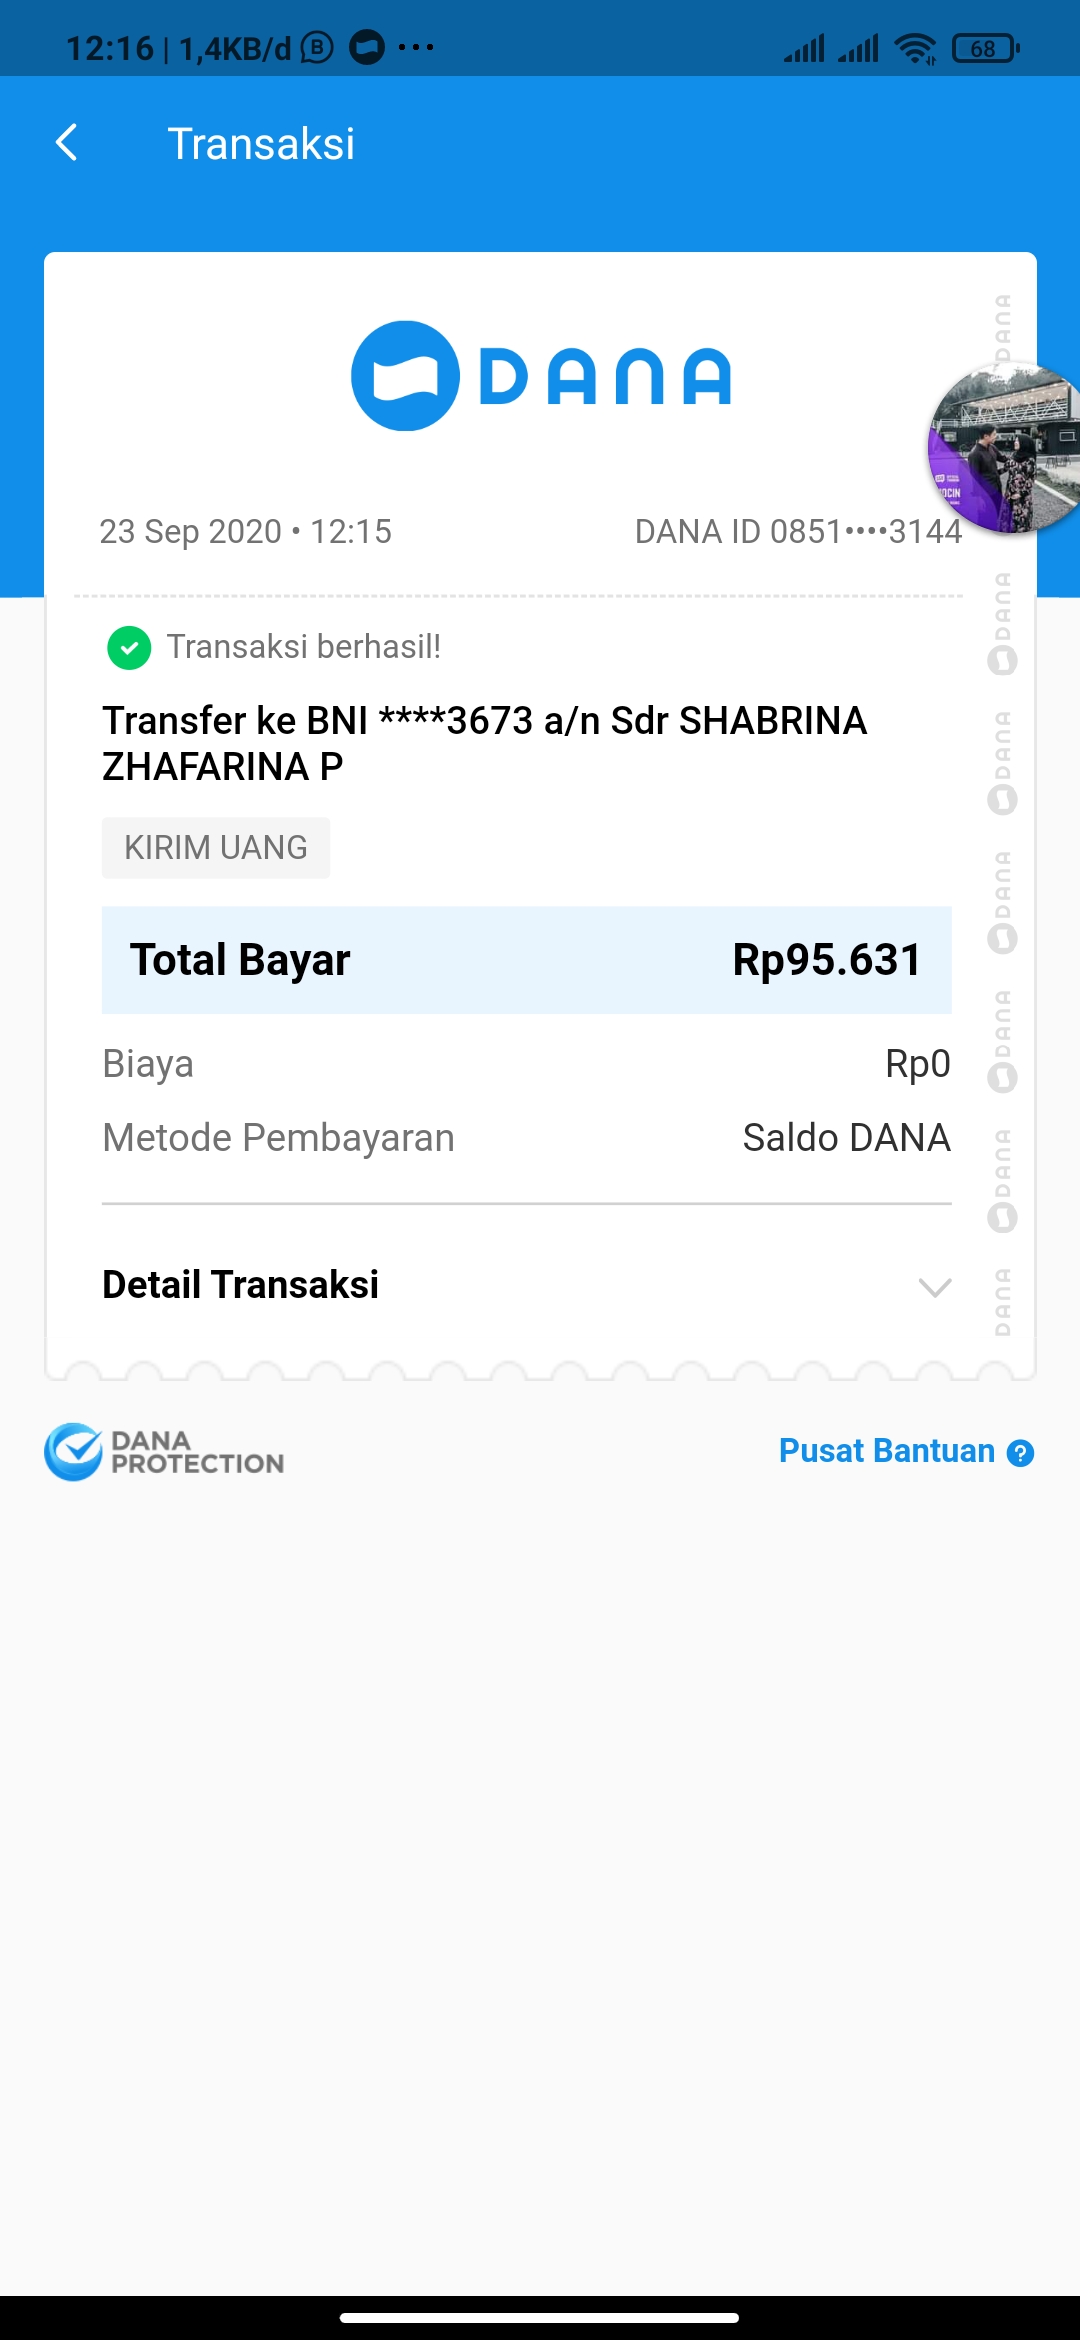 12:16 | 1,4KB/d
68
Transaksi
DANA
23 Sep 2020 • 12:15
DANA ID 0851••••3144
Transaksi berhasil!
Transfer ke BNI ****3673 a/n Sdr SHABRINA
ZHAFARINA P
KIRIM UANG
Total Bayar
Rp95.631
Biaya
Rp0
Metode Pembayaran
Saldo DANA
Detail Transaksi
DANA
DANA
DANA
DANA
DANA
DANA
DANA
DANA
PROTECTION
Pusat Bantuan